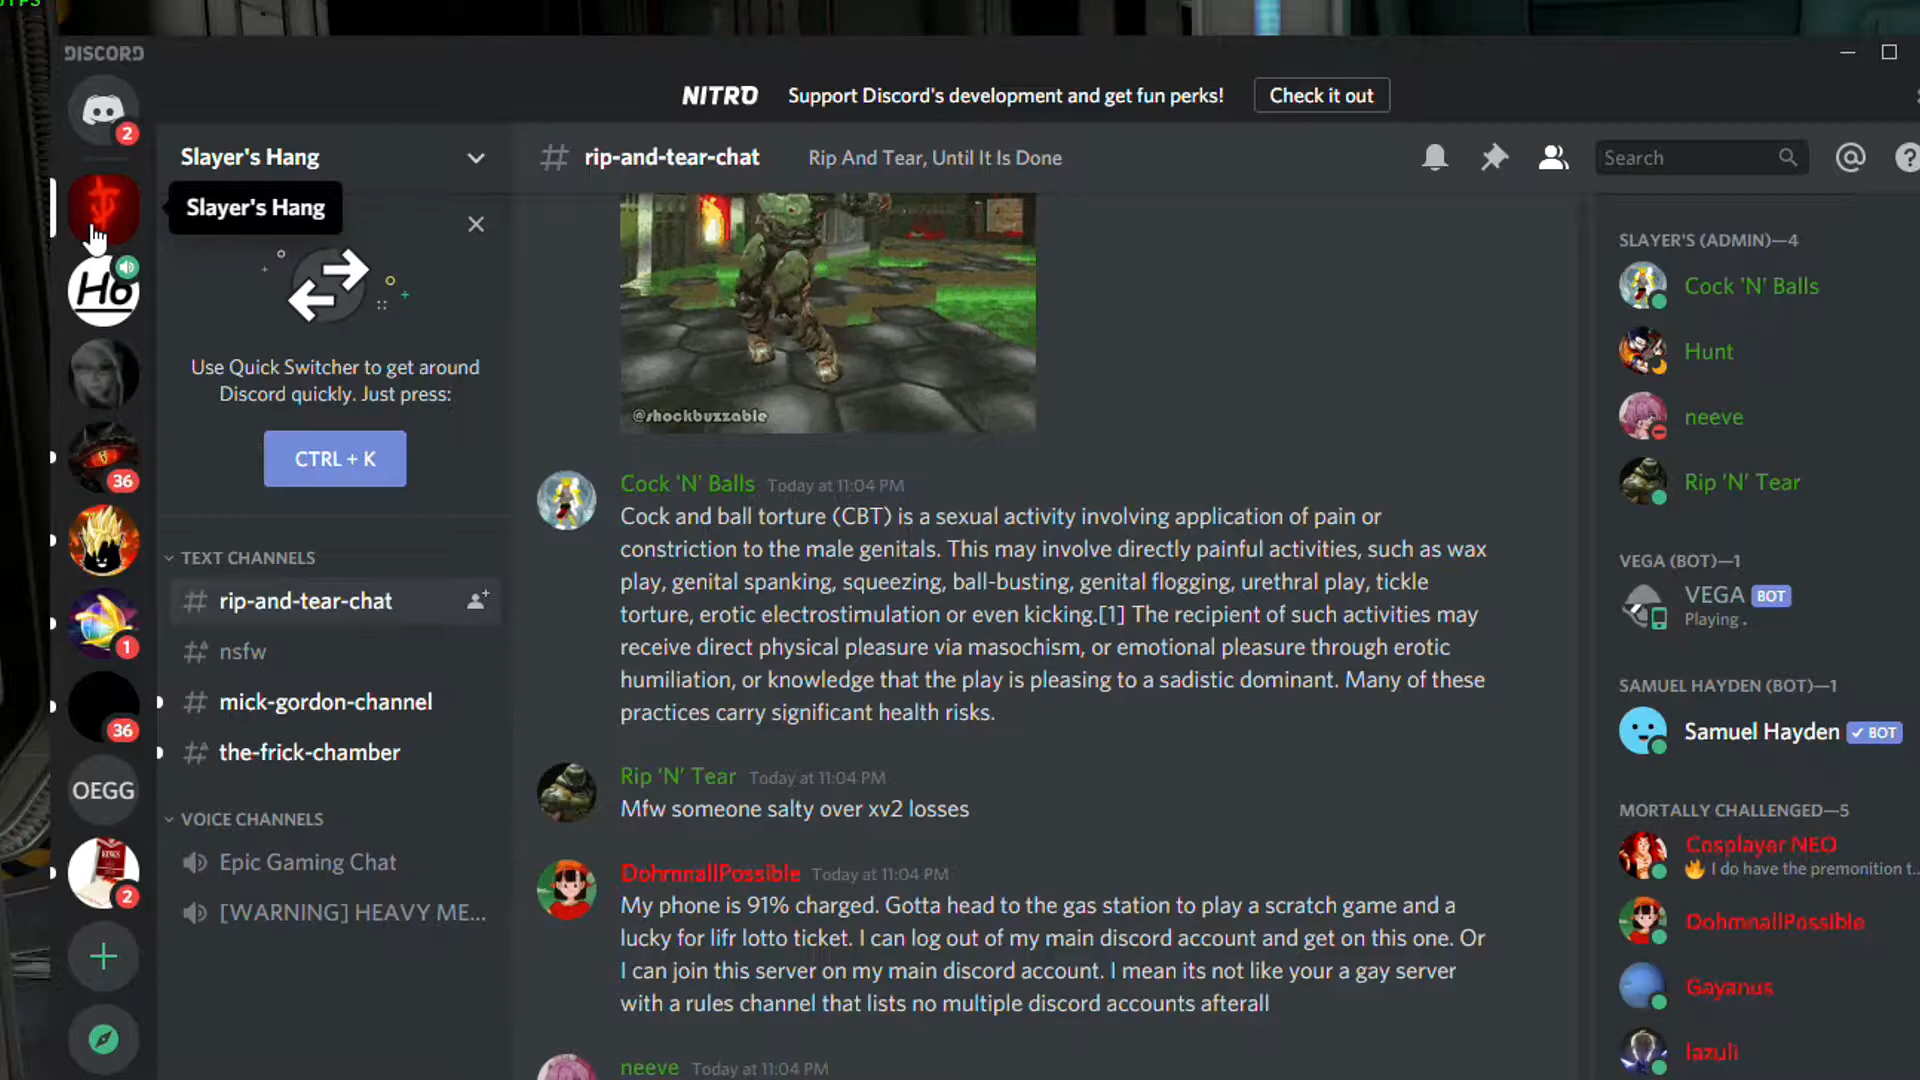 DISCORD
NITRO Support Discord's development and get fun perks! Check it out
2
Slayer's Hang
# rip-and-tear-chat Rip And Tear, Until It Is Done
Search
Slayer's Hang
@shockbuzzable
Use Quick Switcher to get around
Discord quickly. Just press:
CTRL + K
H6
36
1
36
OEGG
2
TEXT CHANNELS
rip-and-tear-chat
nsfw
mick-gordon-channel
the-frick-chamber
VOICE CHANNELS
Epic Gaming Chat
[WARNING] HEAVY ME...
Cock 'N' Balls Today at 11:04 PM
Cock and ball torture (CBT) is a sexual activity involving application of pain or
constriction to the male genitals. This may involve directly painful activities, such as wax
play, genital spanking, squeezing, ball-busting, genital flogging, urethral play, tickle
torture, erotic electrostimulation or even kicking.[1] The recipient of such activities may
receive direct physical pleasure via masochism, or emotional pleasure through erotic
humiliation, or knowledge that the play is pleasing to a sadistic dominant. Many of these
practices carry significant health risks.
Rip 'N' Tear Today at 11:04 PM
Mfw someone salty over xv2 losses
DohmnallPossible Today at 11:04 PM
My phone is 91% charged. Gotta head to the gas station to play a scratch game and a
lucky for lifr lotto ticket. I can log out of my main discord account and get on this one. Or
I can join this server on my main discord account. I mean its not like your a gay server
with a rules channel that lists no multiple discord accounts afterall
neeve Today at 11:04 PM
SLAYER'S (ADMIN)—4
Cock 'N' Balls
Hunt
neeve
Rip 'N' Tear
VEGA (BOT)—1
VEGA BOT
Playing .
SAMUEL HAYDEN (BOT)—1
Samuel Hayden BOT
MORTALLY CHALLENGED—5
Cosplayer NEO
I do have the premonition t...
DohmnallPossible
Gayanus
lazuli